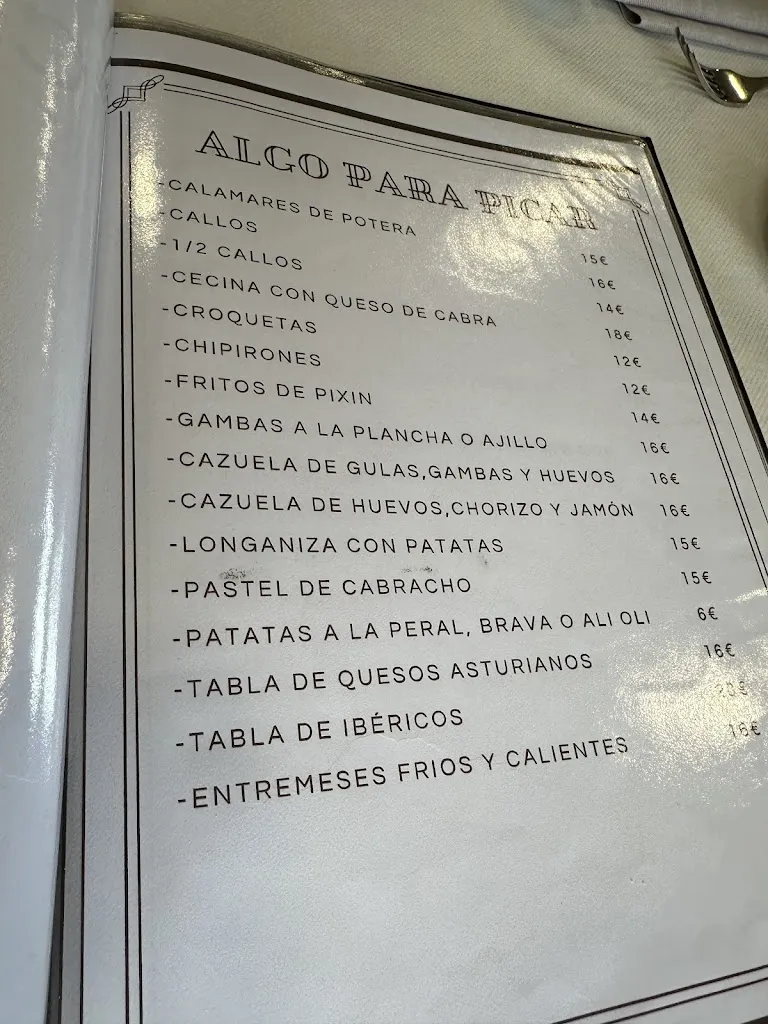 ALGO PARA PICAR
-CALAMARES DE POTERA 15€
-CALLOS 16€
-1/2 CALLOS 14€
-CECINA CON QUESO DE CABRA 18€
-CROQUETAS 12€
-CHIPIRONES 12€
-FRITOS DE PIXIN 14€
-GAMBAS A LA PLANCHA O AJILLO 16€
-CAZUELA DE GULAS,GAMBAS Y HUEVOS 16€
-CAZUELA DE HUEVOS,CHORIZO Y JAMÓN 16€
-LONGANIZA CON PATATAS 15€
-PASTEL DE CABRACHO 15€
-PATATAS A LA PERAL, BRAVA O ALI OLI 6€
-TABLA DE QUESOS ASTURIANOS 16€
-TABLA DE IBÉRICOS 20€
-ENTREMESES FRIOS Y CALIENTES 16€